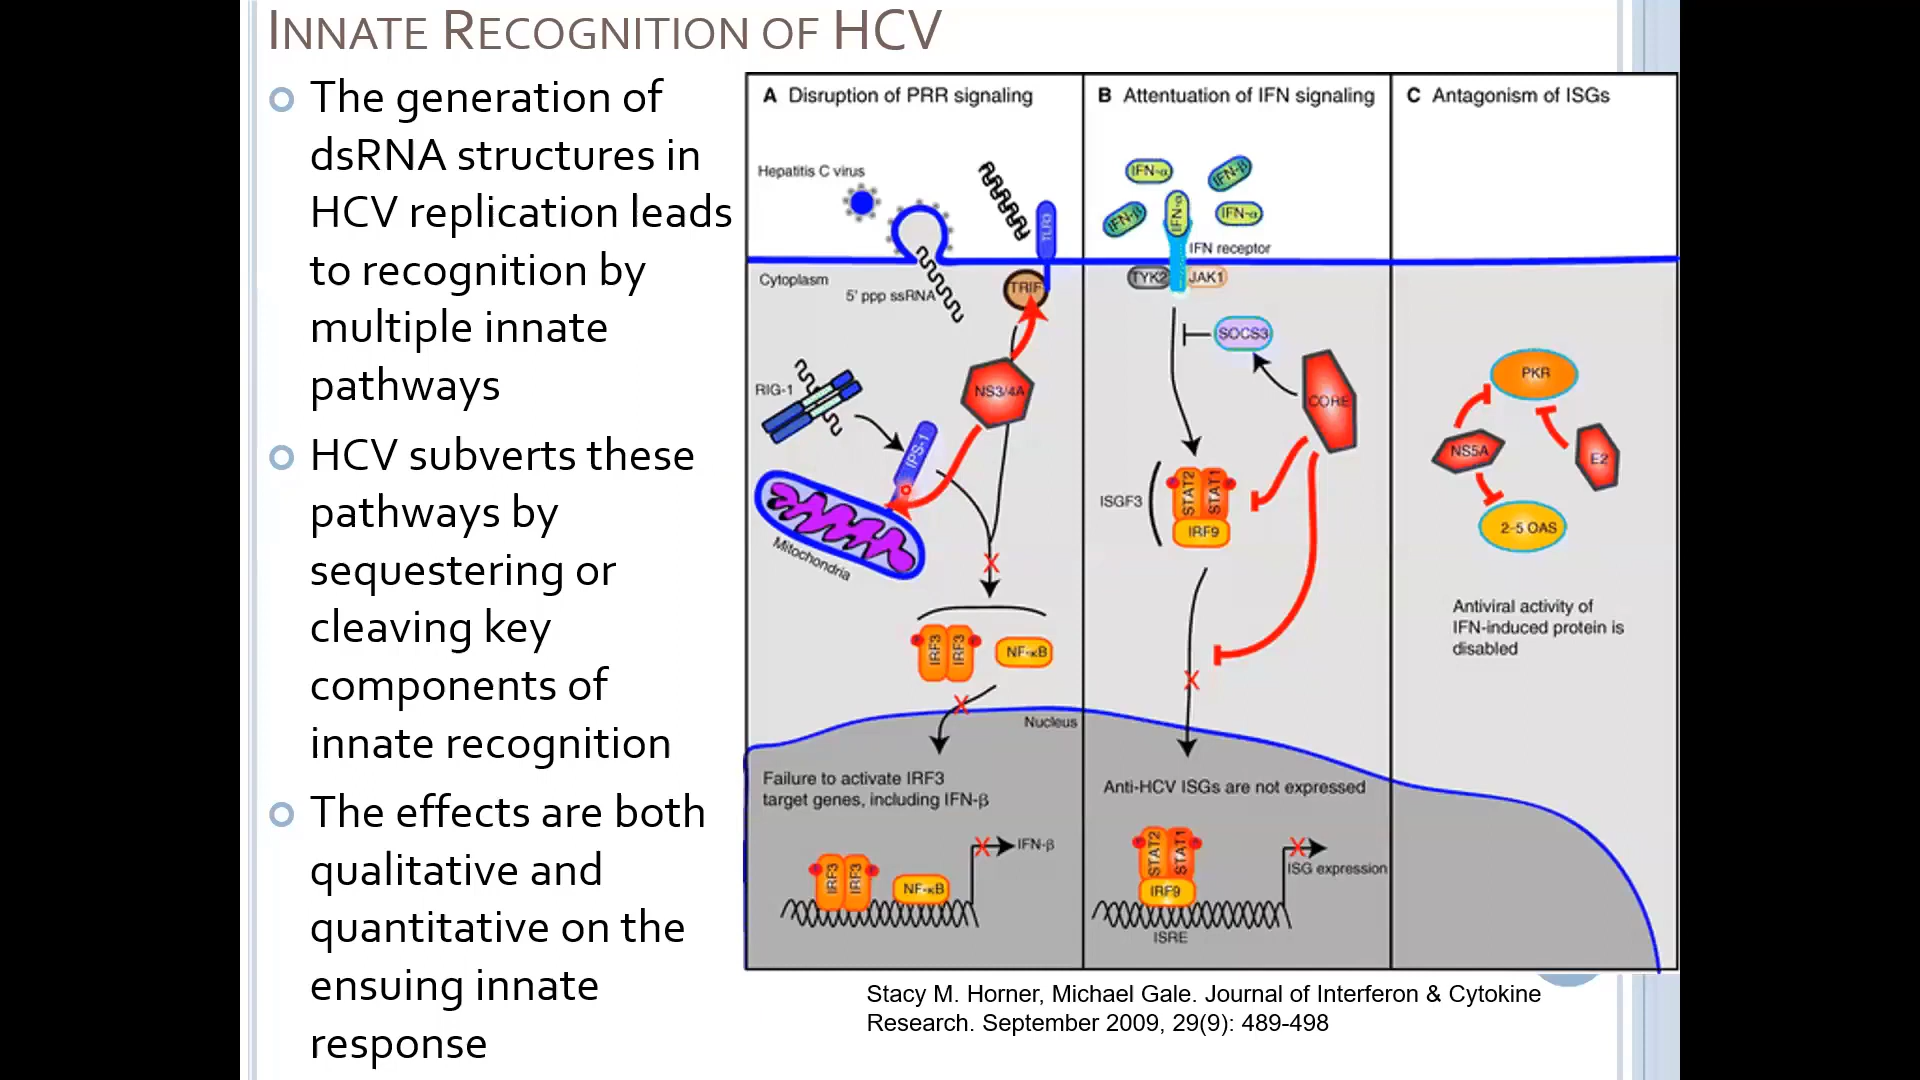 INNATE RECOGNITION OF HCV
The generation of
dsRNA structures in
HCV replication leads
to recognition by
multiple innate
pathways
HCV subverts these
pathways by
sequestering or
cleaving key
components of
innate recognition
The effects are both
qualitative and
quantitative on the
ensuing innate
response
A Disruption of PRR signaling
Hepatitis C virus
TLR3
Cytoplasm
5' ppp ssRNA
TRIF
RIG-1
NS3/4A
IPS-1
Mitochondria
IRF3 IRF3
NF-κB
Nucleus
Failure to activate IRF3
target genes, including IFN-β
X
IFN-β
IRF3 IRF3
NF-κB
B Attentuation of IFN signaling
IFN-α
IFN-β
IFN-β
IFN-α
IFN-α
IFN receptor
TYK2
JAK1
SOCS3
CORE
ISGF3
STAT2 STAT1
IRF9
X
Anti-HCV ISGs are not expressed
STAT2 STAT1
IRF9
X
ISG expression
ISRE
C Antagonism of ISGs
PKR
NS5A
E2
2-5 OAS
Antiviral activity of
IFN-induced protein is
disabled
Stacy M. Horner, Michael Gale. Journal of Interferon & Cytokine
Research. September 2009, 29(9): 489-498